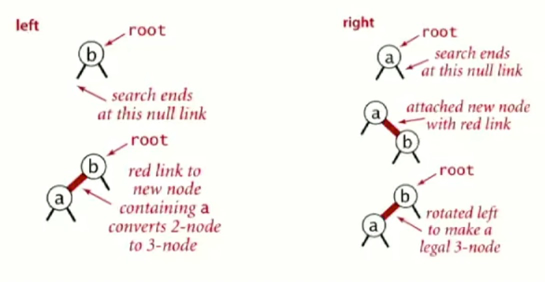 left
root
b
search ends
at this null link
root
b
a
red link to
new node
containing a
converts 2-node
to 3-node
right
root
a
search ends
at this null link
a
attached new node
with red link
b
root
b
a
rotated left
to make a
legal 3-node